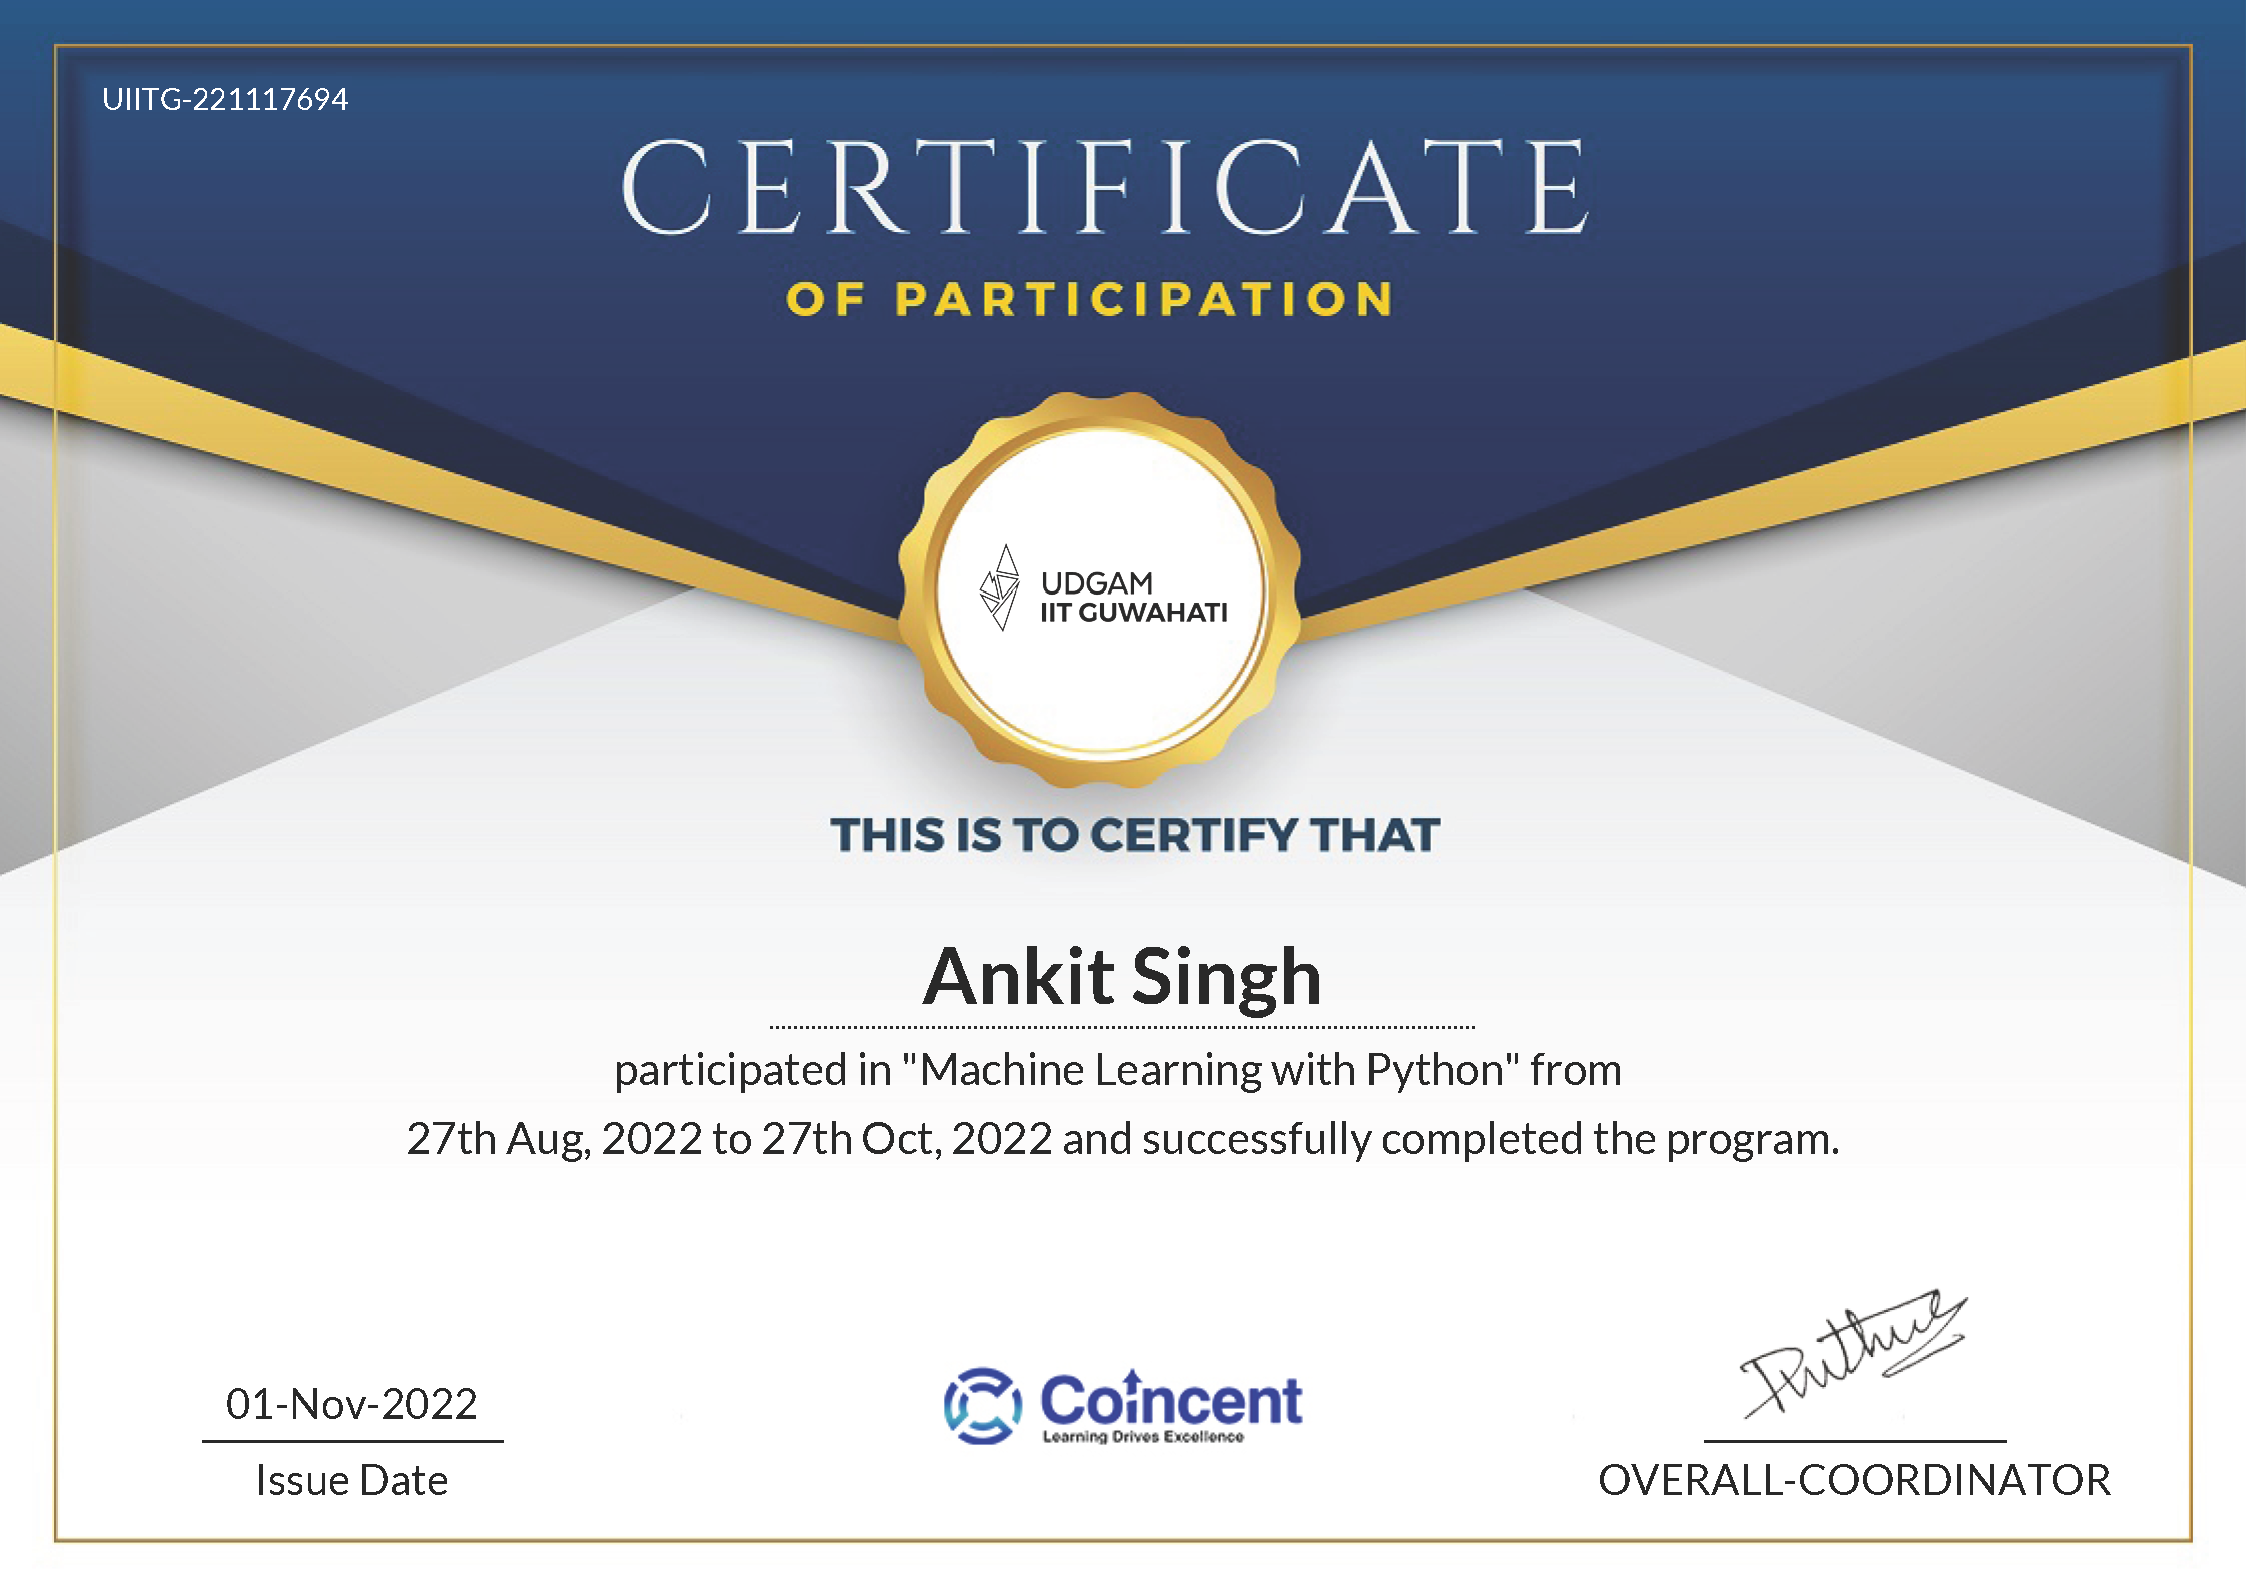 UIITG-221117694
CERTIFICATE
OF PARTICIPATION
UDGAM
IIT GUWAHATI
THIS IS TO CERTIFY THAT
Ankit Singh
participated in "Machine Learning with Python" from
27th Aug, 2022 to 27th Oct, 2022 and successfully completed the program.
01-Nov-2022
Issue Date
Coincent
Learning Drives Excellence
OVERALL-COORDINATOR